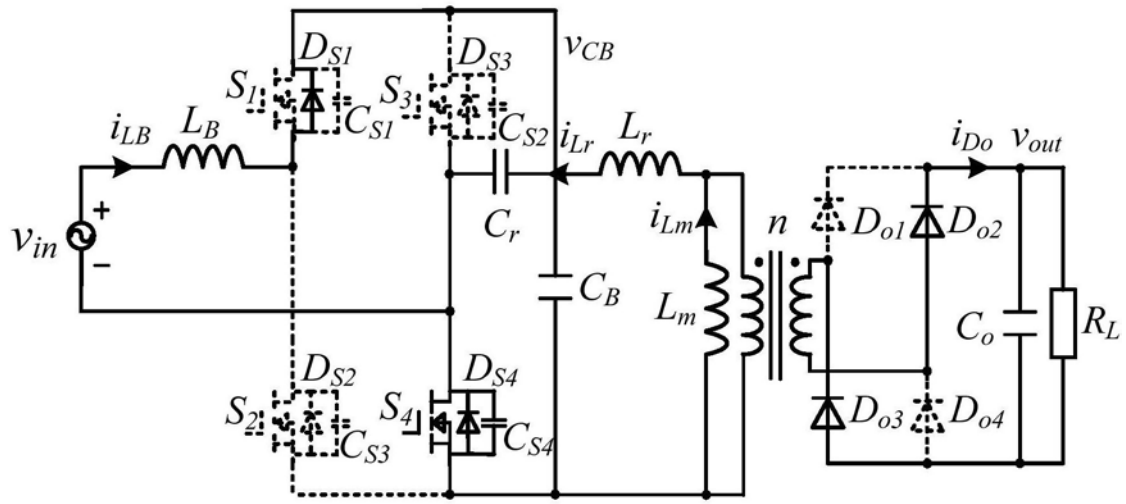 v_CB
D_S1
D_S3
S_1
S_3
C_S1
C_S2
i_LB
L_B
i_Lr
L_r
i_Do
v_out
C_r
i_Lm
n
D_o1
D_o2
+
v_in
−
C_B
L_m
C_o
R_L
D_S2
D_S4
S_2
S_4
C_S3
C_S4
D_o3
D_o4